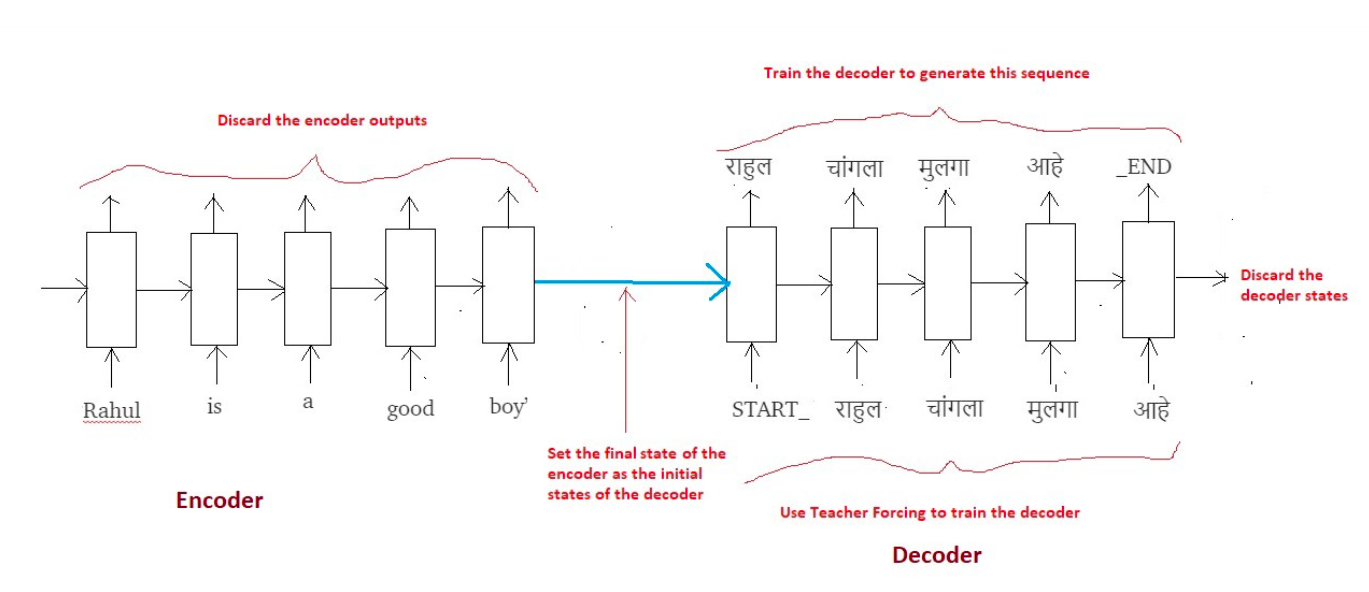 Train the decoder to generate this sequence
Discard the encoder outputs
राहुल चांगला मुलगा आहे _END
Discard the
decoder states
Rahul is a good boy'
START_ राहुल चांगला मुलगा आहे
Set the final state of the
encoder as the initial
states of the decoder
Encoder
Use Teacher Forcing to train the decoder
Decoder